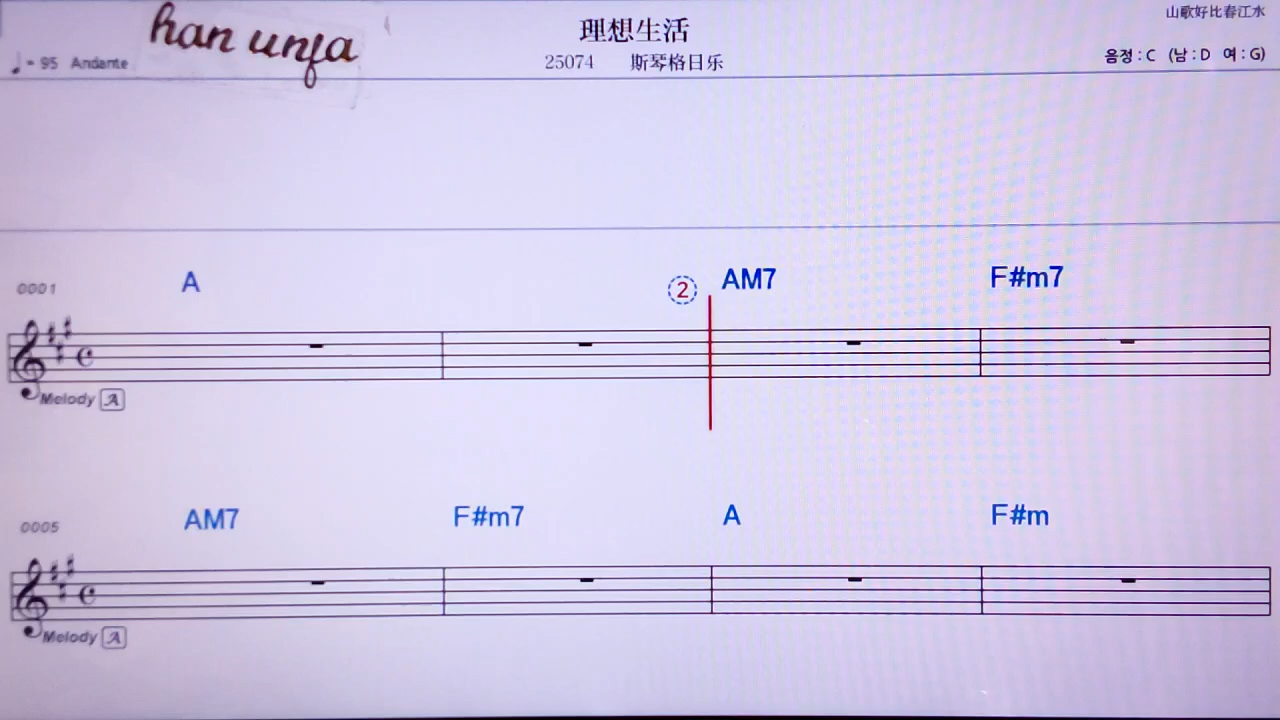 han unja
理想生活
山歌好比春江水
♩= 95 Andante
25074 斯琴格日乐
음정 : C (남 : D 여 : G)
0001 A ② AM7 F#m7
Melody A
0005 AM7 F#m7 A F#m
Melody A